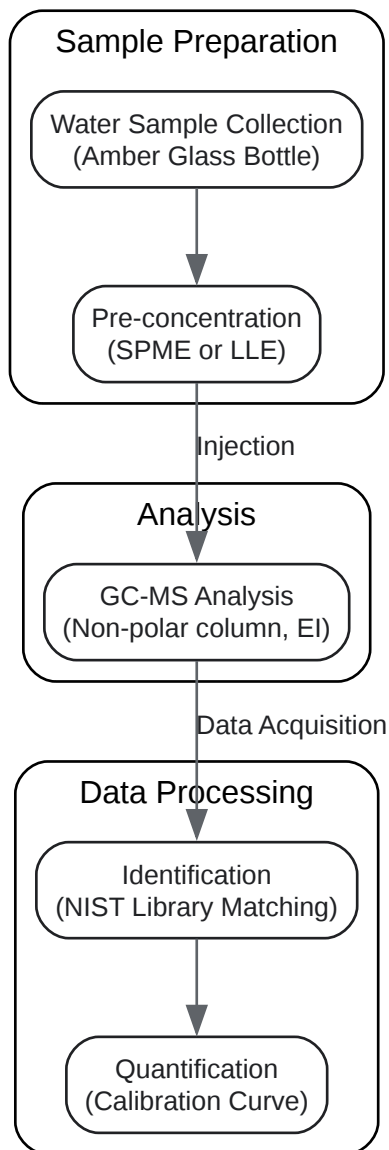 Sample Preparation
Water Sample Collection
(Amber Glass Bottle)
Pre-concentration
(SPME or LLE)
Injection
Analysis
GC-MS Analysis
(Non-polar column, EI)
Data Acquisition
Data Processing
Identification
(NIST Library Matching)
Quantification
(Calibration Curve)